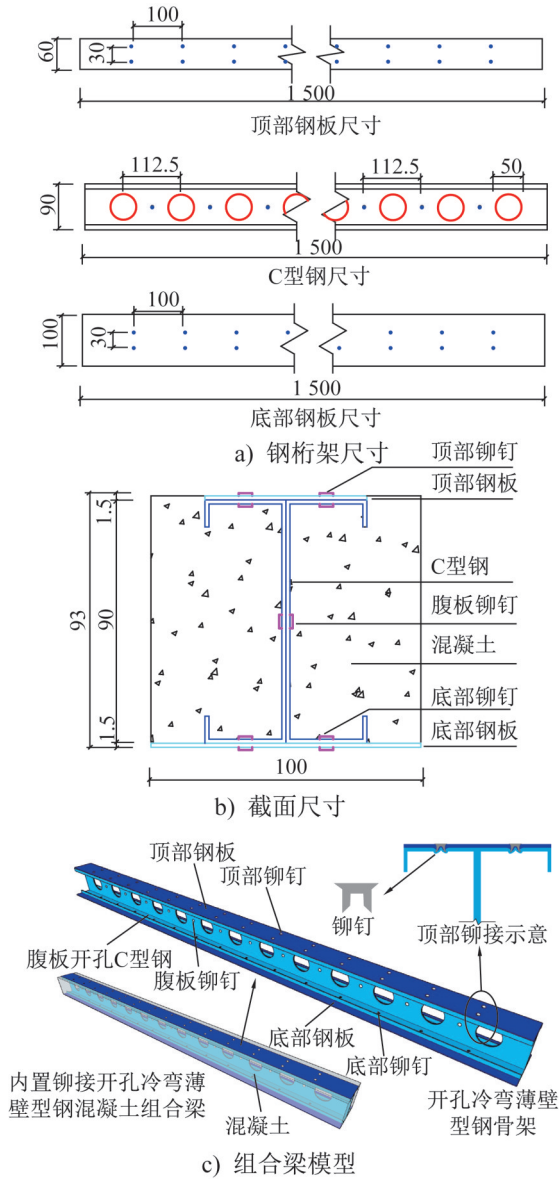 100
60
30
1 500
顶部钢板尺寸
112.5
112.5
50
90
1 500
C型钢尺寸
100
100
30
1 500
底部钢板尺寸
a) 钢桁架尺寸
顶部铆钉
顶部钢板
C型钢
腹板铆钉
混凝土
底部铆钉
底部钢板
1.5
93
90
1.5
100
b) 截面尺寸
顶部钢板
顶部铆钉
铆钉
顶部铆接示意
腹板开孔C型钢
腹板铆钉
底部钢板
底部铆钉
内置铆接开孔冷弯薄
壁型钢混凝土组合梁
混凝土
开孔冷弯薄壁
型钢骨架
c) 组合梁模型